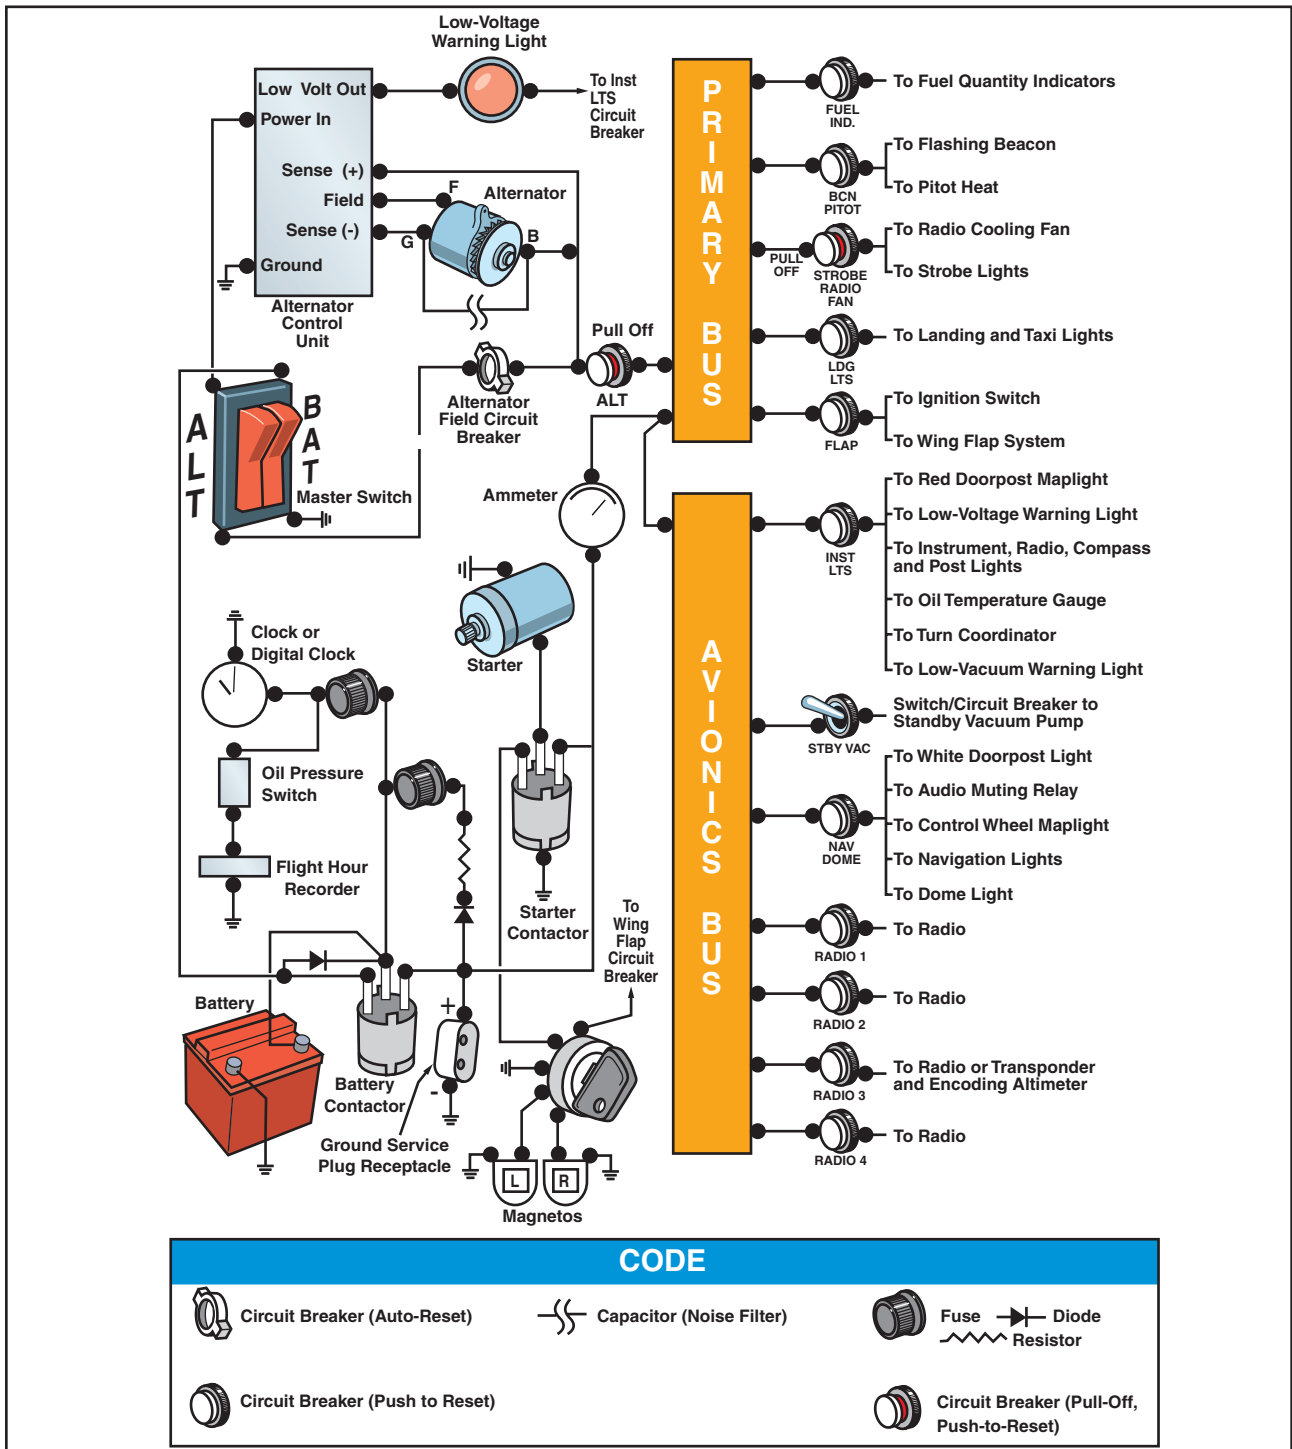 Low-Voltage
Warning Light
Low Volt Out
Power In
Sense (+)
Field
Sense (-)
Ground
Alternator
Control
Unit
To Inst
LTS
Circuit
Breaker
F
Alternator
G
B
Pull Off
ALT
Alternator
Field Circuit
Breaker
ALT
BAT
Master Switch
Ammeter
Starter
Clock or
Digital Clock
Oil Pressure
Switch
Flight Hour
Recorder
Starter
Contactor
To
Wing
Flap
Circuit
Breaker
Battery
Battery
Contactor
+
-
Ground Service
Plug Receptacle
L
R
Magnetos
PRIMARY BUS
FUEL
IND.
To Fuel Quantity Indicators
BCN
PITOT
To Flashing Beacon
To Pitot Heat
PULL
OFF
STROBE
RADIO
FAN
To Radio Cooling Fan
To Strobe Lights
LDG
LTS
To Landing and Taxi Lights
FLAP
To Ignition Switch
To Wing Flap System
AVIONICS BUS
INST
LTS
To Red Doorpost Maplight
To Low-Voltage Warning Light
To Instrument, Radio, Compass
and Post Lights
To Oil Temperature Gauge
To Turn Coordinator
To Low-Vacuum Warning Light
STBY VAC
Switch/Circuit Breaker to
Standby Vacuum Pump
NAV
DOME
To White Doorpost Light
To Audio Muting Relay
To Control Wheel Maplight
To Navigation Lights
To Dome Light
RADIO 1
To Radio
RADIO 2
To Radio
RADIO 3
To Radio or Transponder
and Encoding Altimeter
RADIO 4
To Radio
CODE
Circuit Breaker (Auto-Reset)
Capacitor (Noise Filter)
Fuse
Diode
Resistor
Circuit Breaker (Push to Reset)
Circuit Breaker (Pull-Off,
Push-to-Reset)